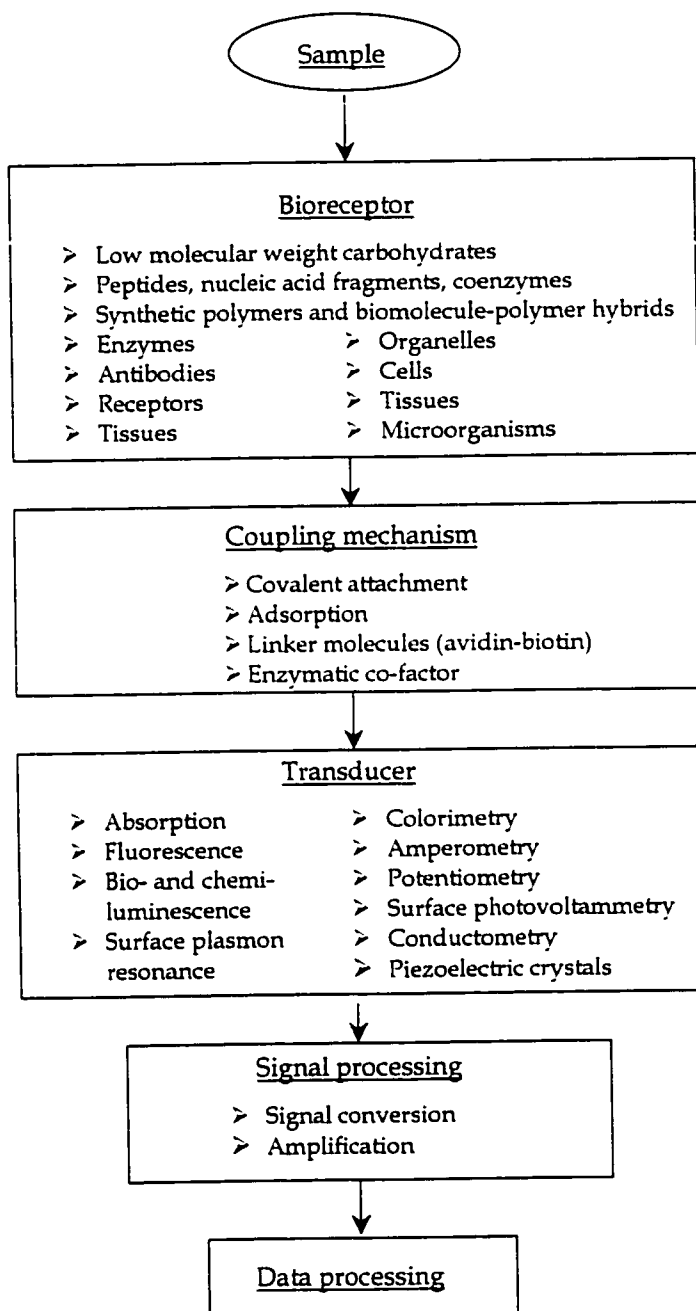 Sample
Bioreceptor
➤ Low molecular weight carbohydrates
➤ Peptides, nucleic acid fragments, coenzymes
➤ Synthetic polymers and biomolecule-polymer hybrids
➤ Enzymes
➤ Antibodies
➤ Receptors
➤ Tissues
➤ Organelles
➤ Cells
➤ Tissues
➤ Microorganisms
Coupling mechanism
➤ Covalent attachment
➤ Adsorption
➤ Linker molecules (avidin-biotin)
➤ Enzymatic co-factor
Transducer
➤ Absorption
➤ Fluorescence
➤ Bio- and chemi-
luminescence
➤ Surface plasmon
resonance
➤ Colorimetry
➤ Amperometry
➤ Potentiometry
➤ Surface photovoltammetry
➤ Conductometry
➤ Piezoelectric crystals
Signal processing
➤ Signal conversion
➤ Amplification
Data processing